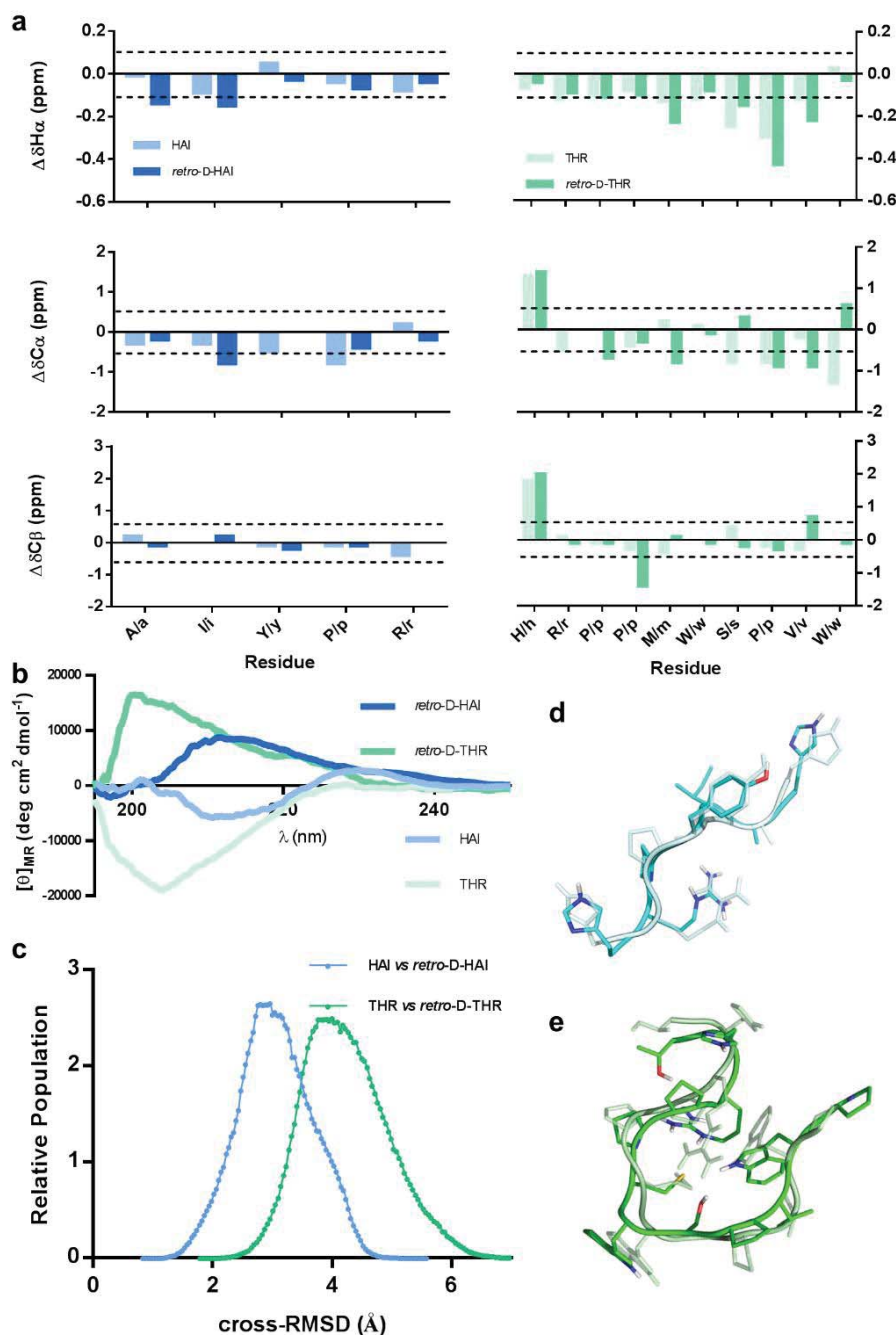 a
ΔδHα (ppm)
0.2
0.0
-0.2
-0.4
-0.6
HAI
retro-D-HAI
0.2
0.0
-0.2
-0.4
-0.6
THR
retro-D-THR
ΔδCα (ppm)
2
1
0
-1
-2
2
1
0
-1
-2
ΔδCβ (ppm)
3
2
1
0
-1
-2
3
2
1
0
-1
-2
A/a
I/i
Y/y
P/p
R/r
Residue
H/h
R/r
P/p
P/p
M/m
W/w
S/s
P/p
V/v
W/w
Residue
b
[θ]MR (deg cm² dmol⁻¹)
20000
10000
0
-10000
-20000
200
220
240
λ (nm)
retro-D-HAI
retro-D-THR
HAI
THR
c
Relative Population
3
2
1
0
0
2
4
6
cross-RMSD (Å)
HAI vs retro-D-HAI
THR vs retro-D-THR
d
e